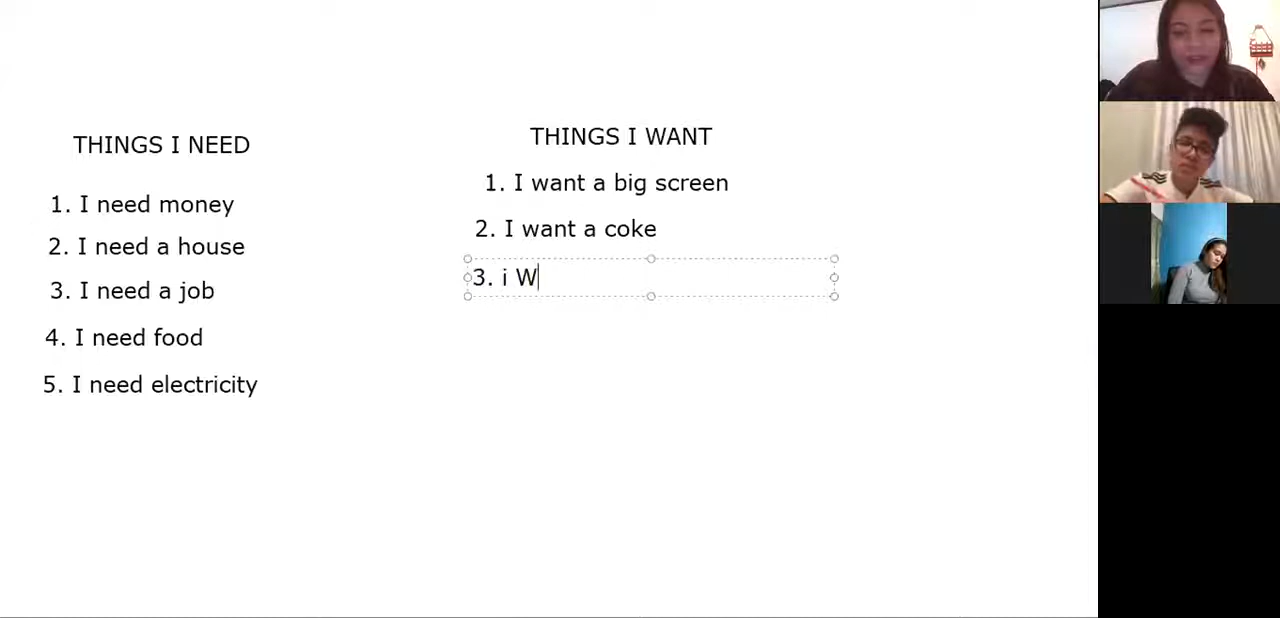 THINGS I NEED
1. I need money
2. I need a house
3. I need a job
4. I need food
5. I need electricity
THINGS I WANT
1. I want a big screen
2. I want a coke
3. i W